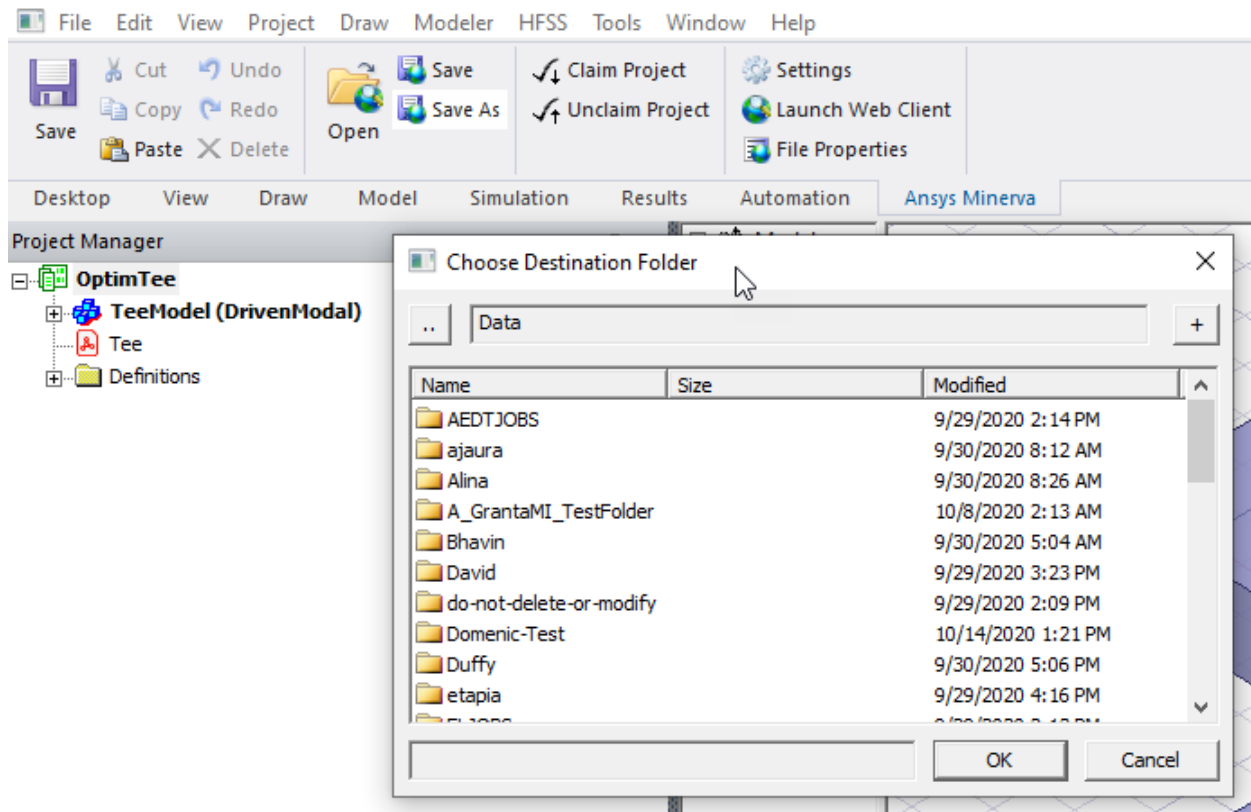 File Edit View Project Draw Modeler HFSS Tools Window Help
Cut Undo Save Claim Project Settings
Copy Redo Save As Unclaim Project Launch Web Client
Save Open
Paste Delete File Properties
Desktop View Draw Model Simulation Results Automation Ansys Minerva
Project Manager
OptimTee
TeeModel (DrivenModal)
Tee
Definitions
Choose Destination Folder
.. Data +
Name Size Modified
AEDTJOBS 9/29/2020 2:14 PM
ajaura 9/30/2020 8:12 AM
Alina 9/30/2020 8:26 AM
A_GrantaMI_TestFolder 10/8/2020 2:13 AM
Bhavin 9/30/2020 5:04 AM
David 9/29/2020 3:23 PM
do-not-delete-or-modify 9/29/2020 2:09 PM
Domenic-Test 10/14/2020 1:21 PM
Duffy 9/30/2020 5:06 PM
etapia 9/29/2020 4:16 PM
OK Cancel